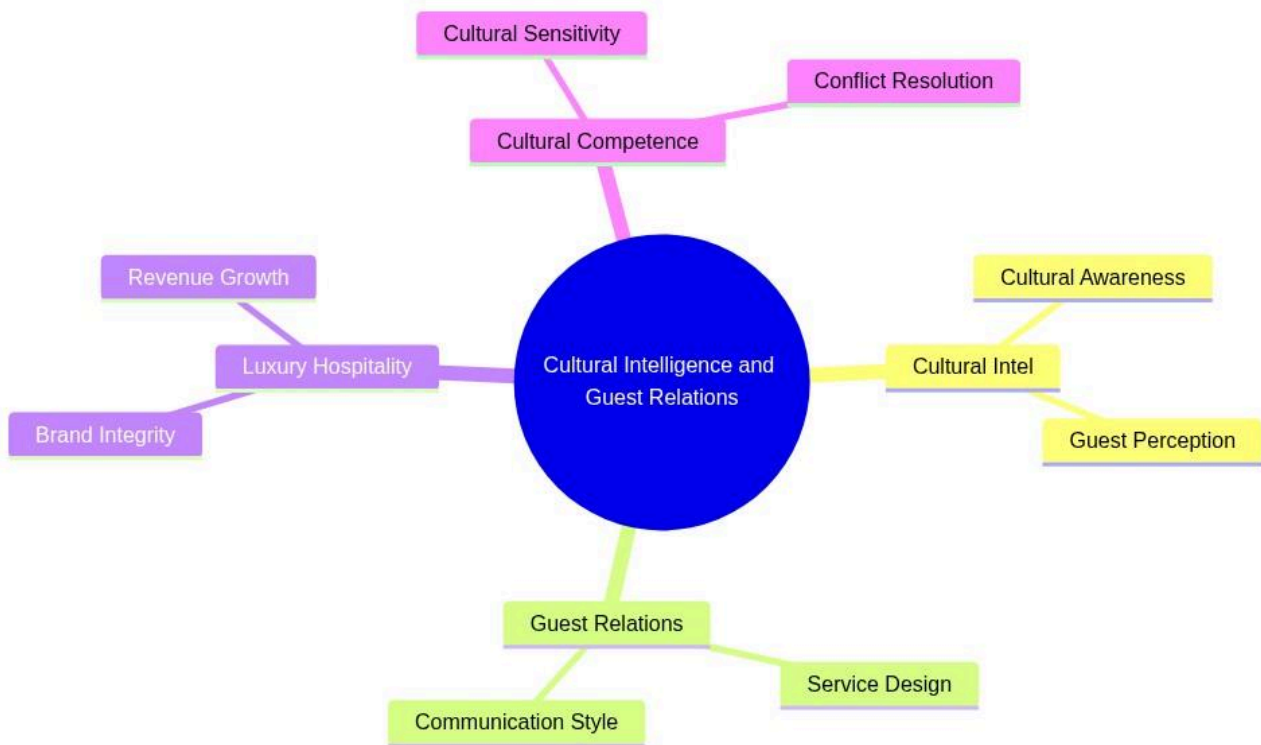 Cultural Sensitivity
Conflict Resolution
Cultural Competence
Revenue Growth
Cultural Awareness
Luxury Hospitality
Cultural Intelligence and
Guest Relations
Cultural Intel
Brand Integrity
Guest Perception
Guest Relations
Service Design
Communication Style